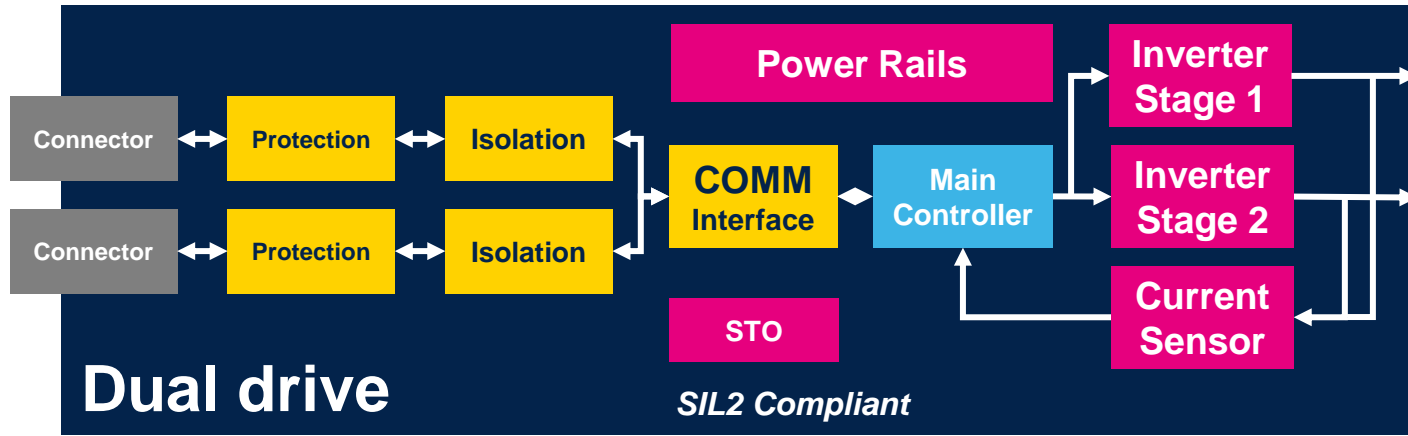 Power Rails
Inverter
Stage 1
Connector
Protection
Isolation
COMM
Interface
Main
Controller
Inverter
Stage 2
Connector
Protection
Isolation
Current
Sensor
STO
Dual drive
SIL2 Compliant